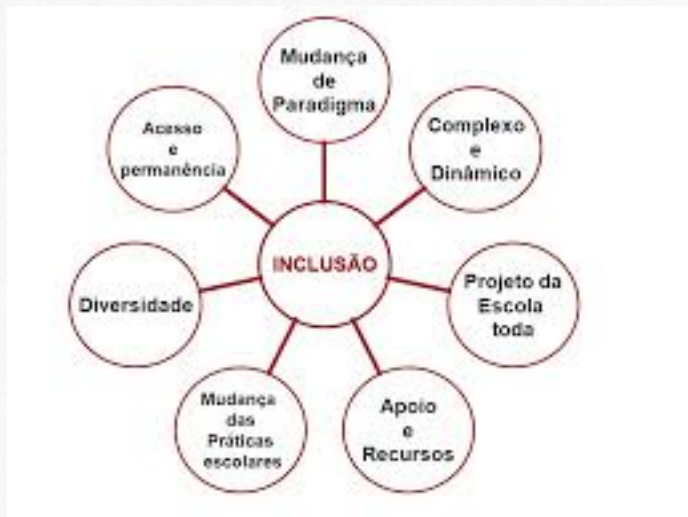 Mudança
de
Paradigma
Complexo
e
Dinâmico
Acesso
e
permanência
INCLUSÃO
Diversidade
Projeto da
Escola
toda
Mudança
das
Práticas
escolares
Apoio
e
Recursos